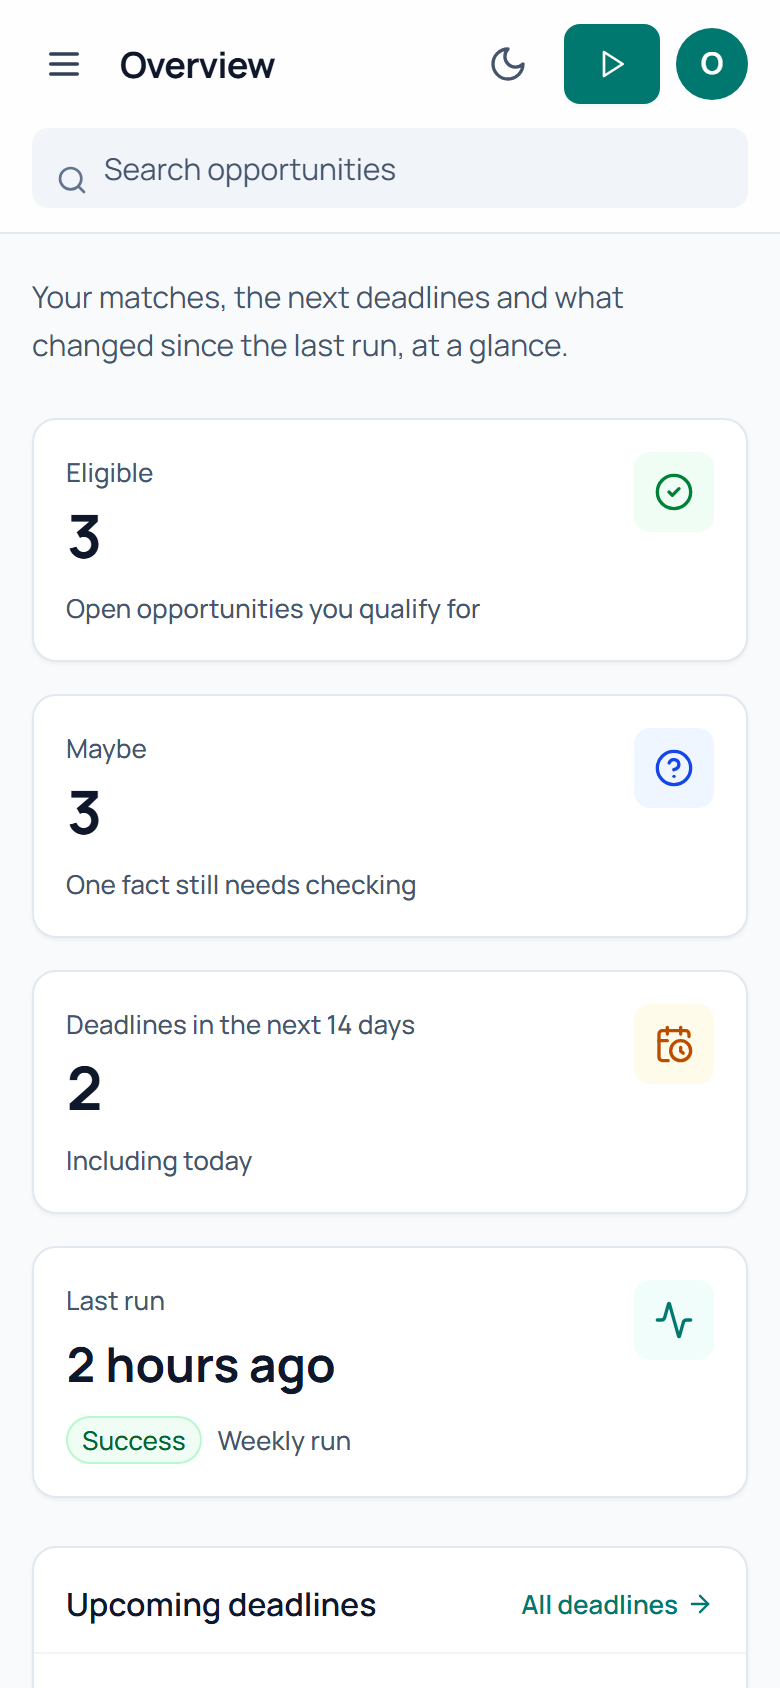 Overview
O
Search opportunities
Your matches, the next deadlines and what
changed since the last run, at a glance.
Eligible
3
Open opportunities you qualify for
Maybe
3
One fact still needs checking
Deadlines in the next 14 days
2
Including today
Last run
2 hours ago
Success Weekly run
Upcoming deadlines All deadlines →